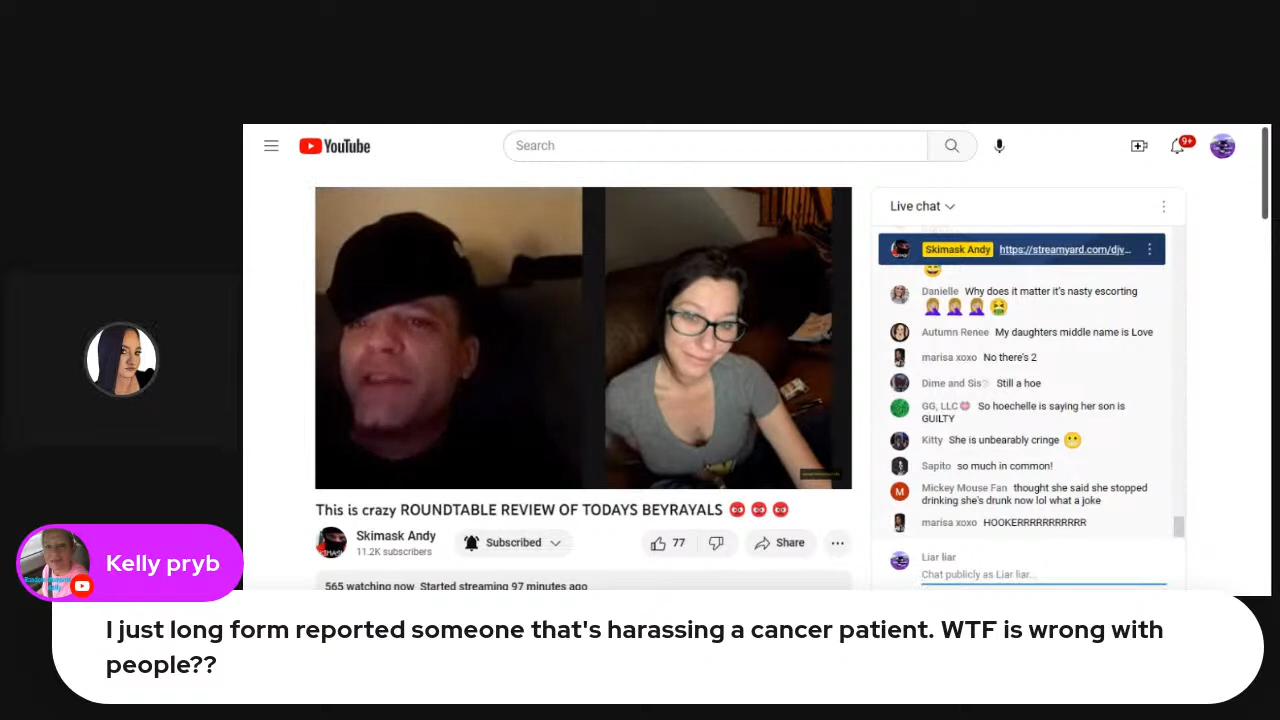 YouTube
Search
9+
Live chat
Skimask Andy https://streamyard.com/djv...
Danielle Why does it matter it's nasty escorting
Autumn Renee My daughters middle name is Love
marisa xoxo No there's 2
Dime and Sis Still a hoe
GG, LLC So hoechelle is saying her son is
GUILTY
Kitty She is unbearably cringe
Sapito so much in common!
M
Mickey Mouse Fan thought she said she stopped
drinking she's drunk now lol what a joke
marisa xoxo HOOKERRRRRRRRRRR
Liar liar
Chat publicly as Liar liar...
This is crazy ROUNDTABLE REVIEW OF TODAYS BEYRAYALS
Skimask Andy
11.2K subscribers
Subscribed
77
Share
565 watching now Started streaming 97 minutes ago
Kelly pryb
I just long form reported someone that's harassing a cancer patient. WTF is wrong with
people??